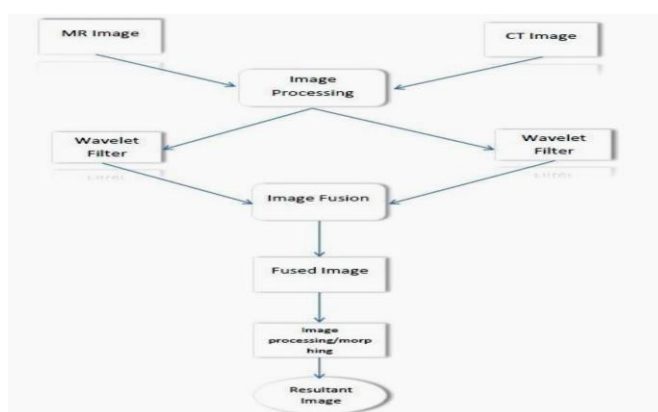 MR Image
CT Image
Image
Processing
Wavelet
Filter
Wavelet
Filter
Image Fusion
Fused Image
Image
processing/morp
hing
Resultant
Image